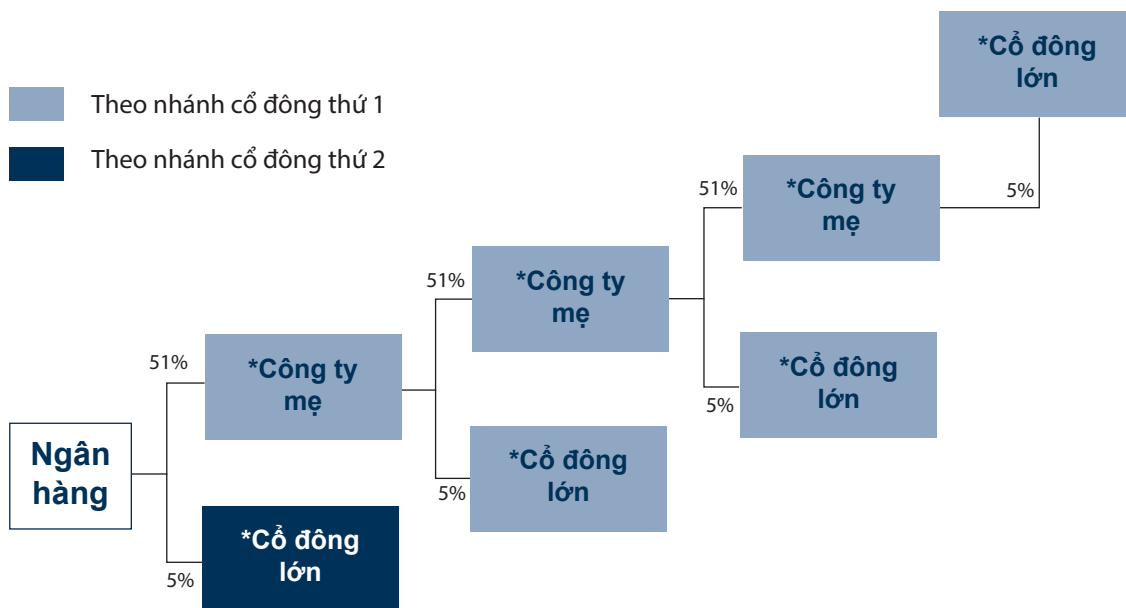 *Cổ đông
lớn
Theo nhánh cổ đông thứ 1
Theo nhánh cổ đông thứ 2
51%
*Công ty
mẹ
5%
51%
*Công ty
mẹ
51%
*Công ty
mẹ
*Cổ đông
lớn
5%
Ngân
hàng
*Cổ đông
lớn
5%
*Cổ đông
lớn
5%